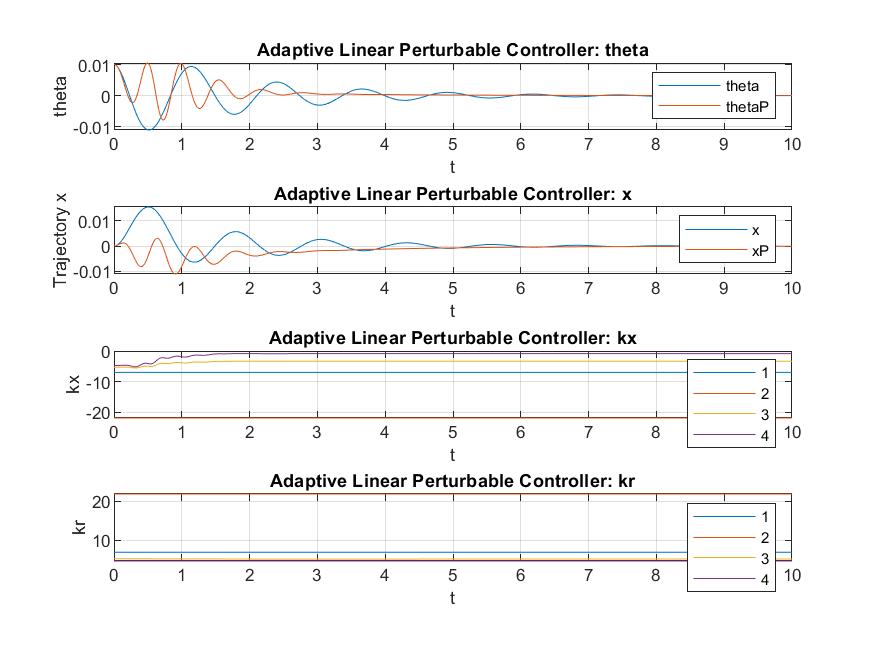 Adaptive Linear Perturbable Controller: theta
theta
0.01
0
-0.01
theta
thetaP
0 1 2 3 4 5 6 7 8 9 10
t
Adaptive Linear Perturbable Controller: x
Trajectory x
0.01
0
-0.01
x
xP
0 1 2 3 4 5 6 7 8 9 10
t
Adaptive Linear Perturbable Controller: kx
kx
0
-10
-20
1
2
3
4
0 1 2 3 4 5 6 7 8 9 10
t
Adaptive Linear Perturbable Controller: kr
kr
20
10
1
2
3
4
0 1 2 3 4 5 6 7 8 9 10
t